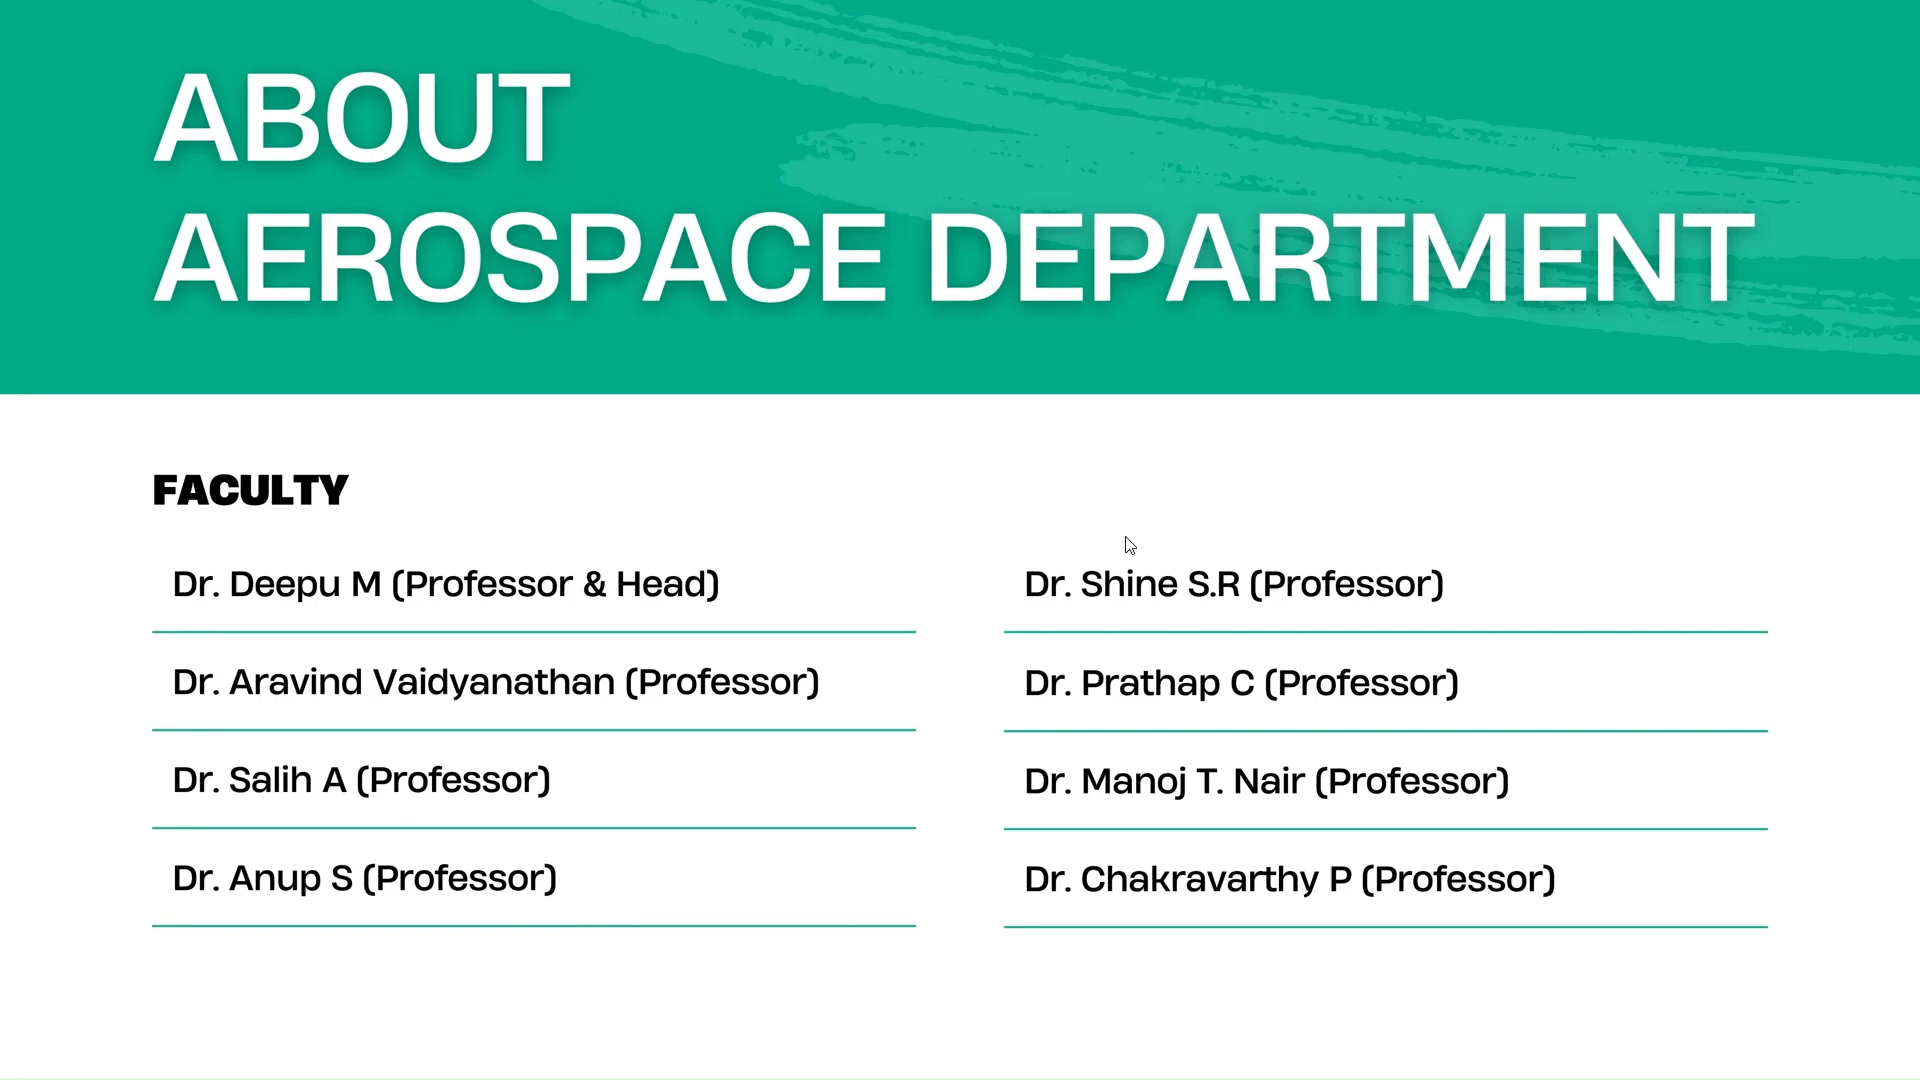 ABOUT
AEROSPACE DEPARTMENT
FACULTY
Dr. Deepu M (Professor & Head)
Dr. Aravind Vaidyanathan (Professor)
Dr. Salih A (Professor)
Dr. Anup S (Professor)
Dr. Shine S.R (Professor)
Dr. Prathap C (Professor)
Dr. Manoj T. Nair (Professor)
Dr. Chakravarthy P (Professor)